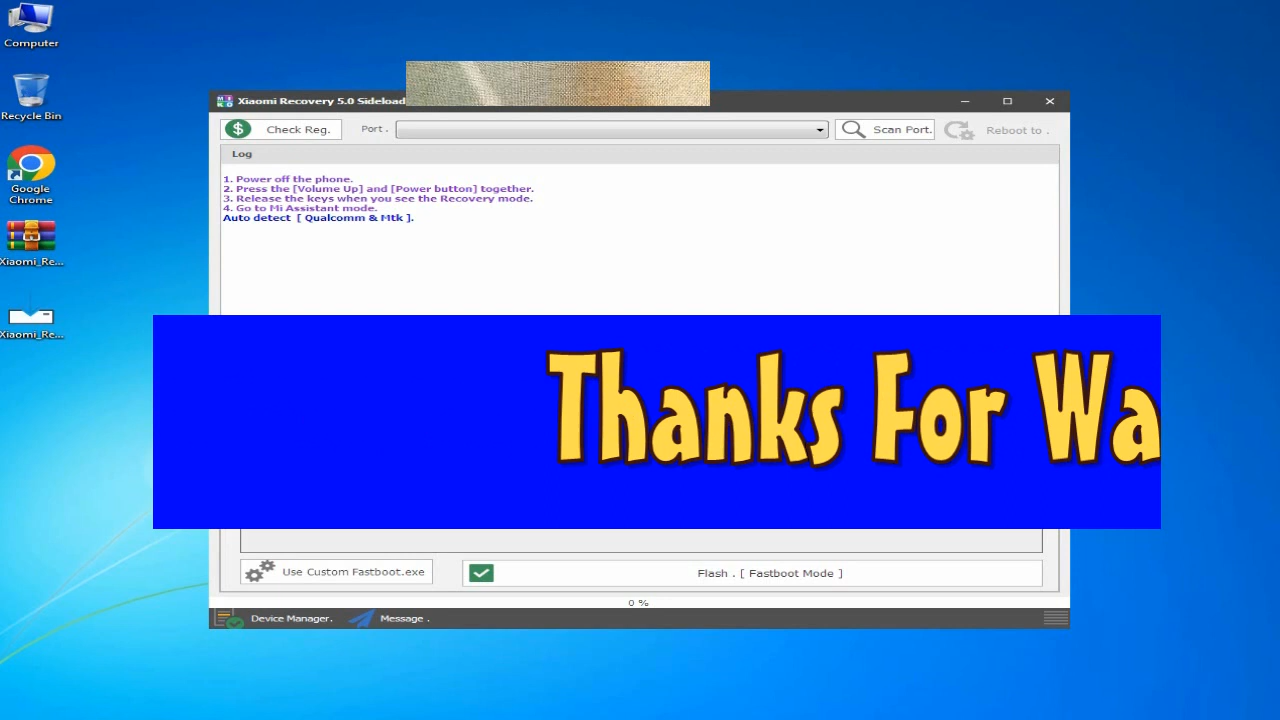 Computer
Recycle Bin
Google
Chrome
Xiaomi_Re...
Xiaomi_Re...
Xiaomi Recovery 5.0 Sideload
$ Check Reg.
Port .
Scan Port.
Reboot to .
Log
1. Power off the phone.
2. Press the [Volume Up] and [Power button] together.
3. Release the keys when you see the Recovery mode.
4. Go to Mi Assistant mode.
Auto detect [ Qualcomm & Mtk ].
Thanks For Wa
Use Custom Fastboot.exe
Flash . [ Fastboot Mode ]
0 %
Device Manager.
Message .